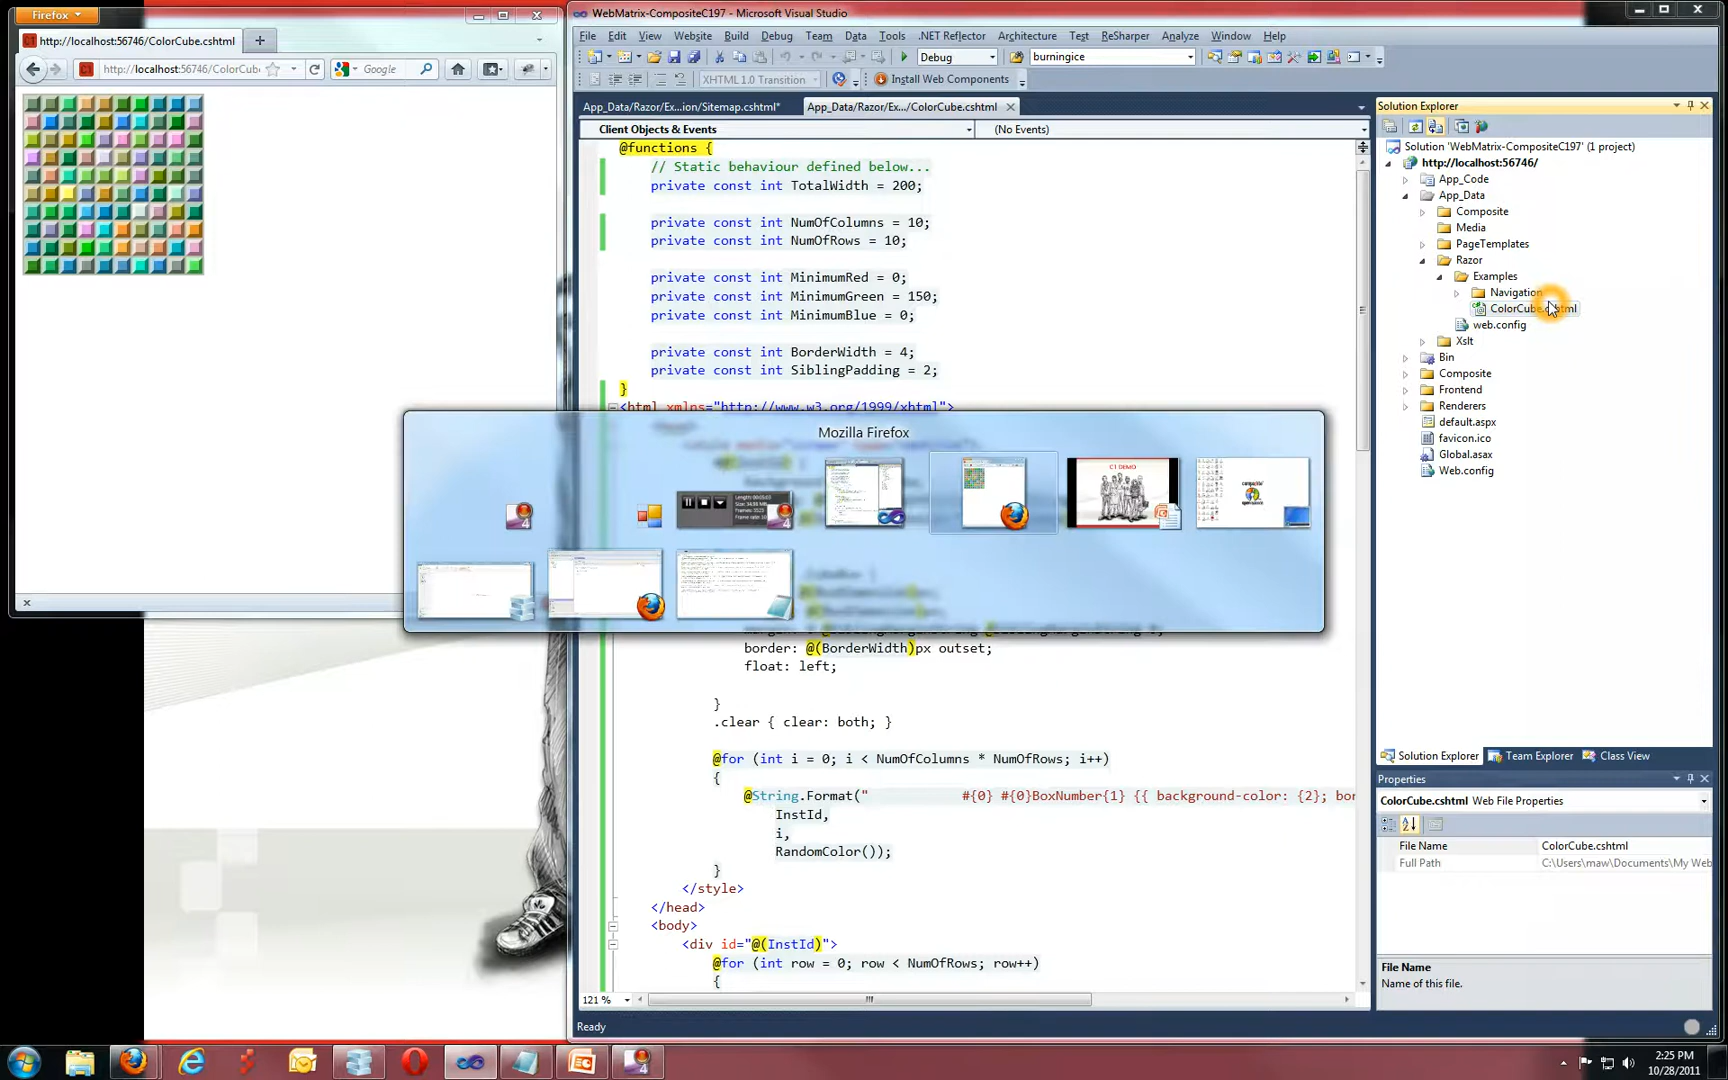 Firefox
http://localhost:56746/ColorCube.cshtml
http://localhost:56746/ColorCube
Google
WebMatrix-CompositeC197 - Microsoft Visual Studio
File Edit View Website Build Debug Team Data Tools .NET Reflector Architecture Test ReSharper Analyze Window Help
Debug
burningice
XHTML 1.0 Transition
Install Web Components
App_Data/Razor/Ex...ion/Sitemap.cshtml*
App_Data/Razor/Ex.../ColorCube.cshtml
Client Objects & Events
(No Events)
@functions {
// Static behaviour defined below...
private const int TotalWidth = 200;
private const int NumOfColumns = 10;
private const int NumOfRows = 10;
private const int MinimumRed = 0;
private const int MinimumGreen = 150;
private const int MinimumBlue = 0;
private const int BorderWidth = 4;
private const int SiblingPadding = 2;
}
<html xmlns="http://www.w3.org/1999/xhtml">
Mozilla Firefox
C1 DEMO
border: @(BorderWidth)px outset;
float: left;
}
.clear { clear: both; }
@for (int i = 0; i < NumOfColumns * NumOfRows; i++)
{
@String.Format(" #{0} #{0}BoxNumber{1} {{ background-color: {2}; bor
InstId,
i,
RandomColor());
}
</style>
</head>
<body>
<div id="@(InstId)">
@for (int row = 0; row < NumOfRows; row++)
{
121 %
Ready
Solution Explorer
Solution 'WebMatrix-CompositeC197' (1 project)
http://localhost:56746/
App_Code
App_Data
Composite
Media
PageTemplates
Razor
Examples
Navigation
ColorCube.cshtml
web.config
Xslt
Bin
Composite
Frontend
Renderers
default.aspx
favicon.ico
Global.asax
Web.config
Solution Explorer Team Explorer Class View
Properties
ColorCube.cshtml Web File Properties
File Name ColorCube.cshtml
Full Path C:\Users\maw\Documents\My Web
File Name
Name of this file.
2:25 PM
10/28/2011